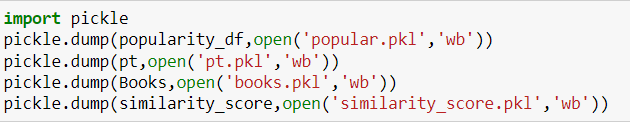 import pickle
pickle.dump(popularity_df,open('popular.pkl','wb'))
pickle.dump(pt,open('pt.pkl','wb'))
pickle.dump(Books,open('books.pkl','wb'))
pickle.dump(similarity_score,open('similarity_score.pkl','wb'))